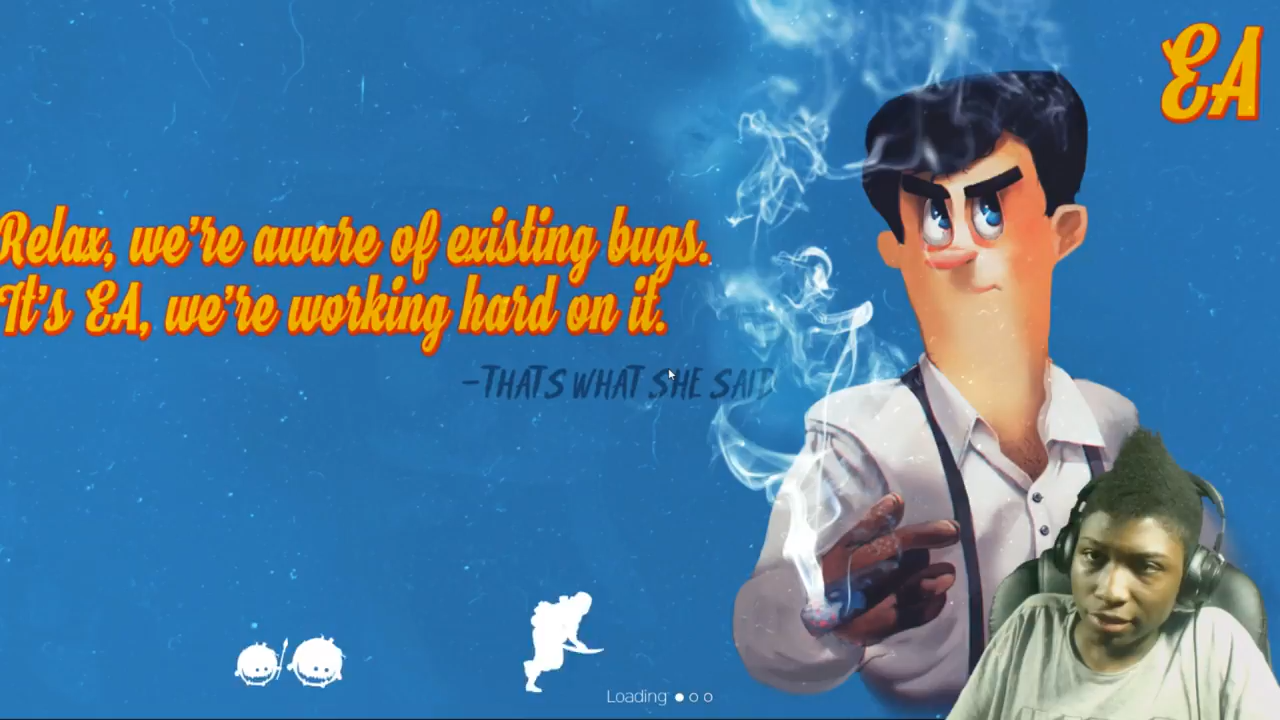 EA
Relax, we're aware of existing bugs.
It's EA, we're working hard on it.
-THATS WHAT SHE SAID
Loading